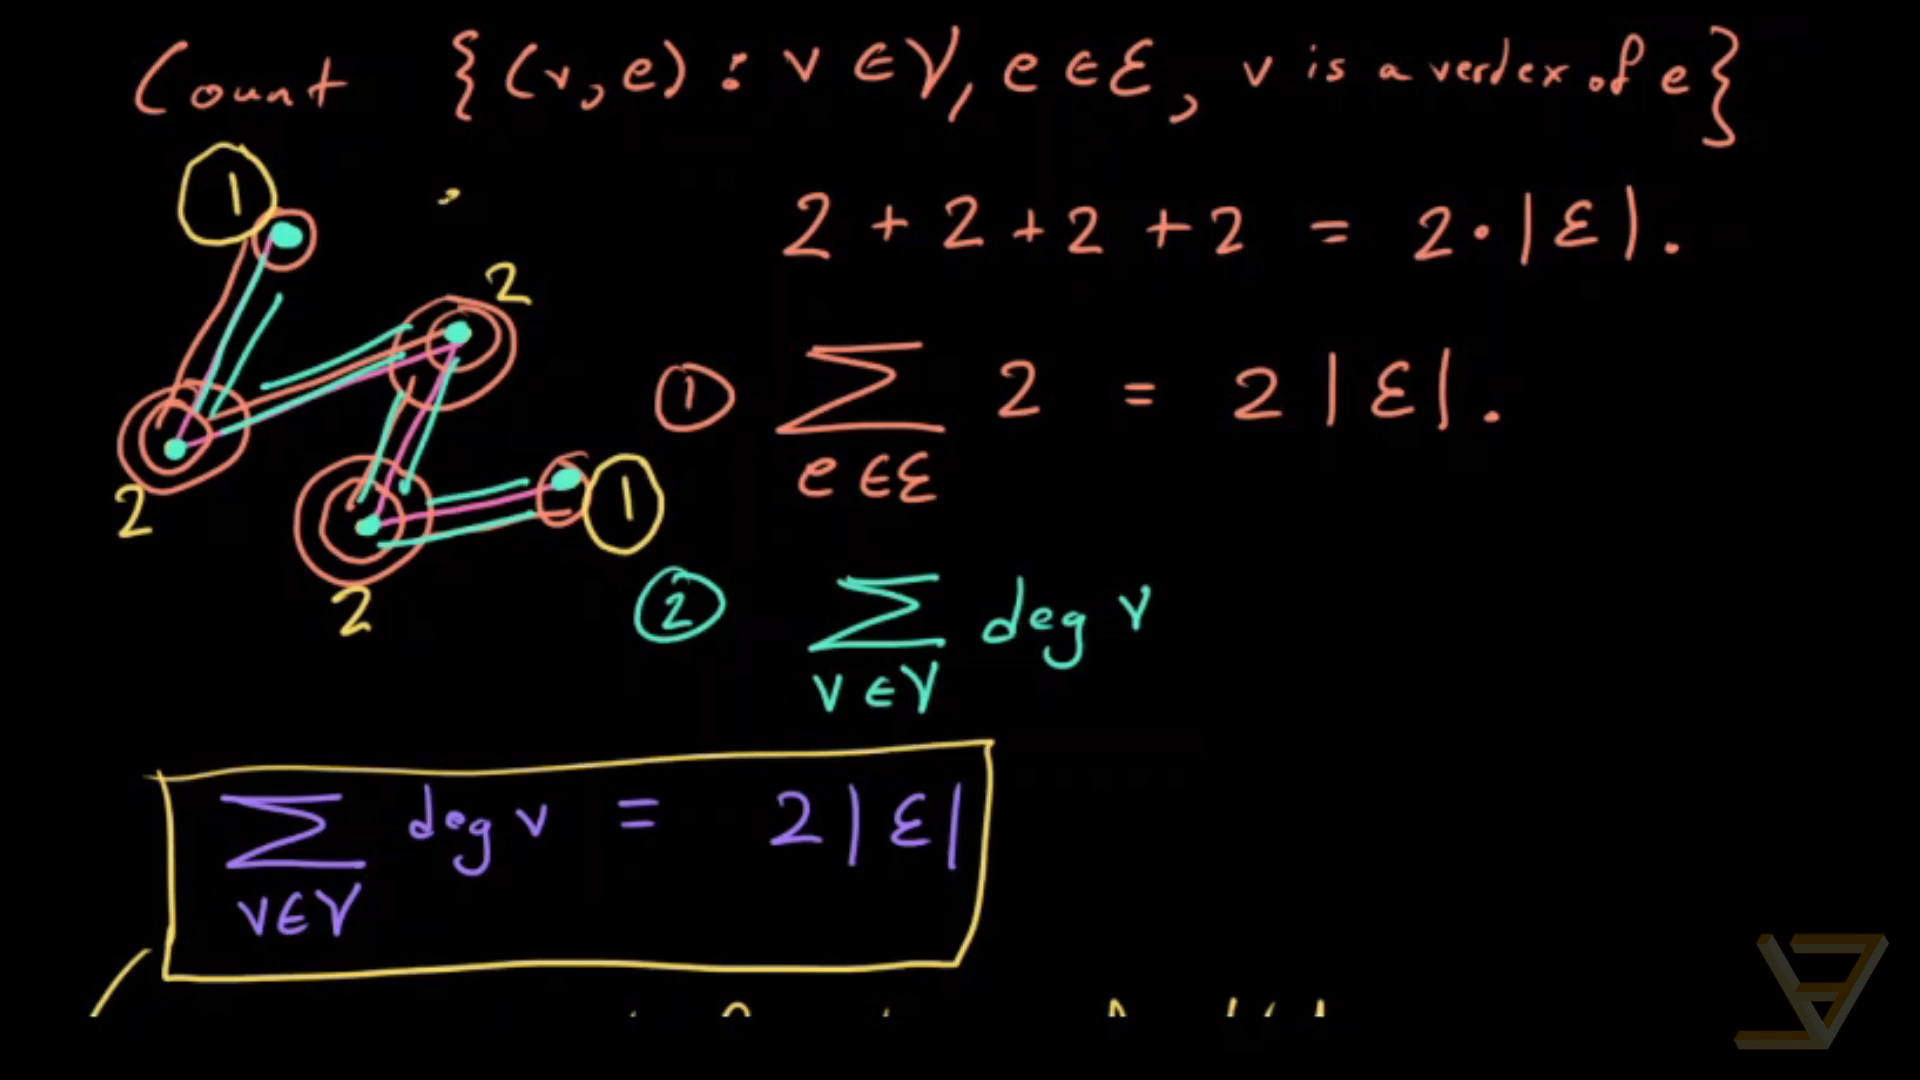 Count {(v,e) : v ∈ V, e ∈ ℰ, v is a vertex of e}
1
2
2 + 2 + 2 + 2 = 2 · |ℰ|.
① ∑ 2 = 2 |ℰ|.
e ∈ ℰ
2
1
2
② ∑ deg v
v ∈ V
∑ deg v = 2 |ℰ|
v ∈ V